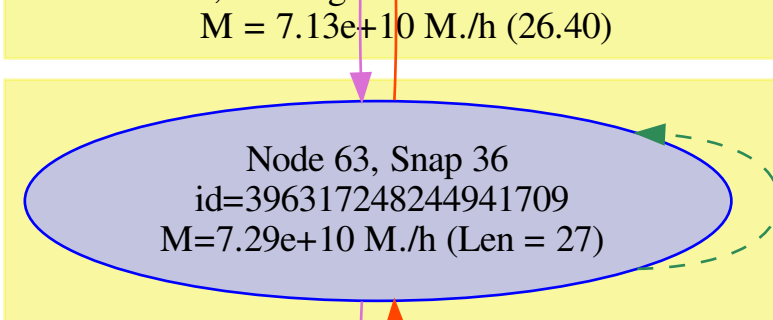 M = 7.13e+10 M./h (26.40)
Node 63, Snap 36
id=396317248244941709
M=7.29e+10 M./h (Len = 27)